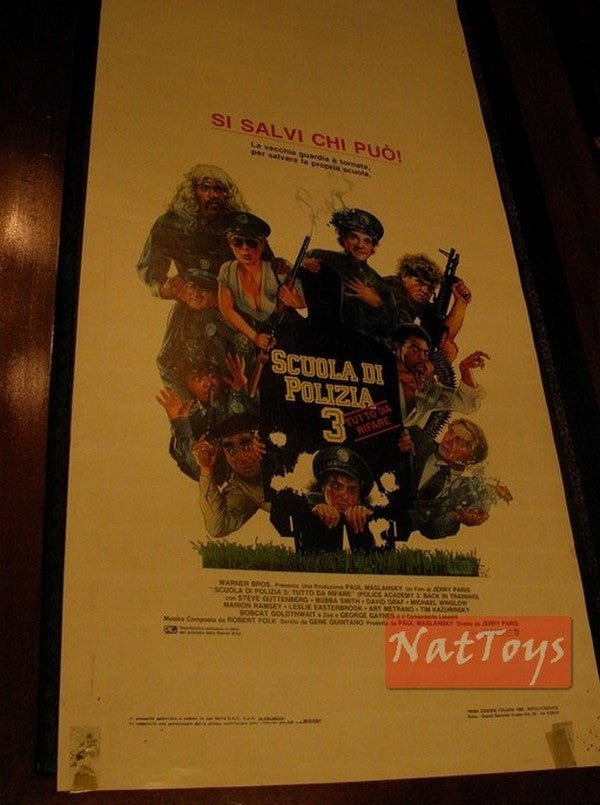 SI SALVI CHI PUÒ!
La vecchia guardia è tornata,
per salvare la propria scuola.
SCUOLA DI
POLIZIA
3
TUTTO DA
RIFARE
WARNER BROS. Presenta Una Produzione PAUL MASLANSKY Un Film di JERRY PARIS
"SCUOLA DI POLIZIA 3: TUTTO DA RIFARE" (POLICE ACADEMY 3: BACK IN TRAINING)
con STEVE GUTTENBERG • BUBBA SMITH • DAVID GRAF • MICHAEL WINSLOW
MARION RAMSEY • LESLIE EASTERBROOK • ART METRANO • TIM KAZURINSKY
BOBCAT GOLDTHWAIT è Zed e GEORGE GAYNES è il Comandante Lassard
Musica Composta da ROBERT FOLK Scritto da GENE QUINTANO Prodotto da PAUL MASLANSKY Diretto da JERRY PARIS
NatToys